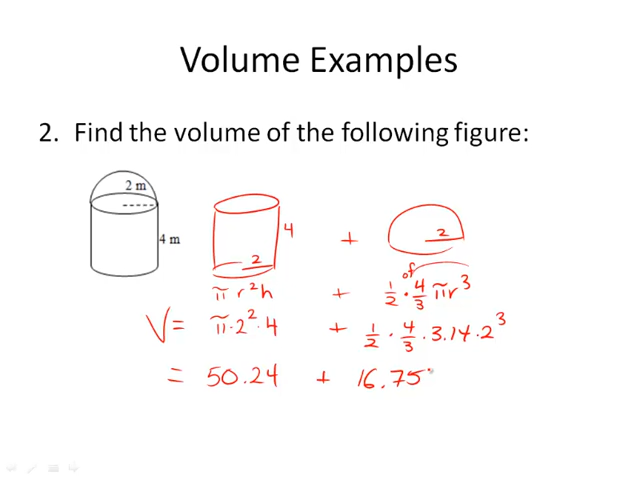 Volume Examples
2. Find the volume of the following figure:
2 m
4 m
4
2
+
2
πr²h + ½ of · 4/3 πr³
V = π·2²·4 + ½ · 4/3 · 3.14 · 2³
= 50.24 + 16.75